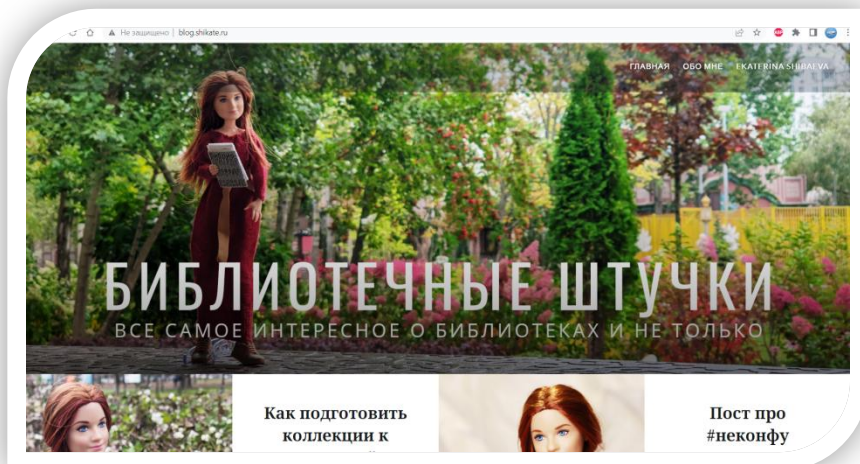 Не защищено | blog.shikate.ru
ГЛАВНАЯ ОБО МНЕ EKATERINA SHIBAEVA
БИБЛИОТЕЧНЫЕ ШТУЧКИ
ВСЕ САМОЕ ИНТЕРЕСНОЕ О БИБЛИОТЕКАХ И НЕ ТОЛЬКО
Как подготовить
коллекции к
Пост про
#неконфу